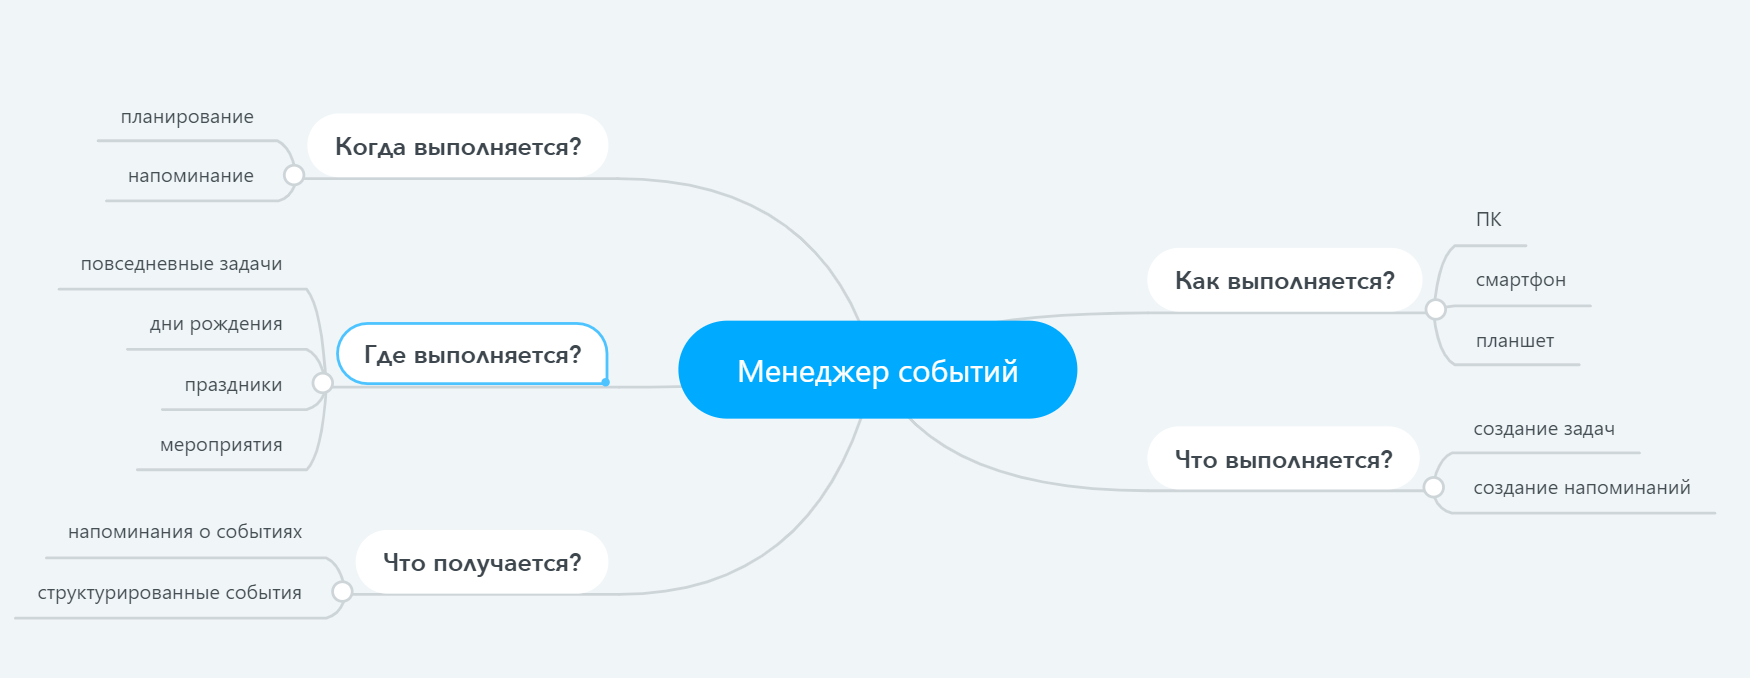 планирование
напоминание
Когда выполняется?
повседневные задачи
дни рождения
праздники
мероприятия
Где выполняется?
напоминания о событиях
структурированные события
Что получается?
Менеджер событий
Как выполняется?
ПК
смартфон
планшет
Что выполняется?
создание задач
создание напоминаний